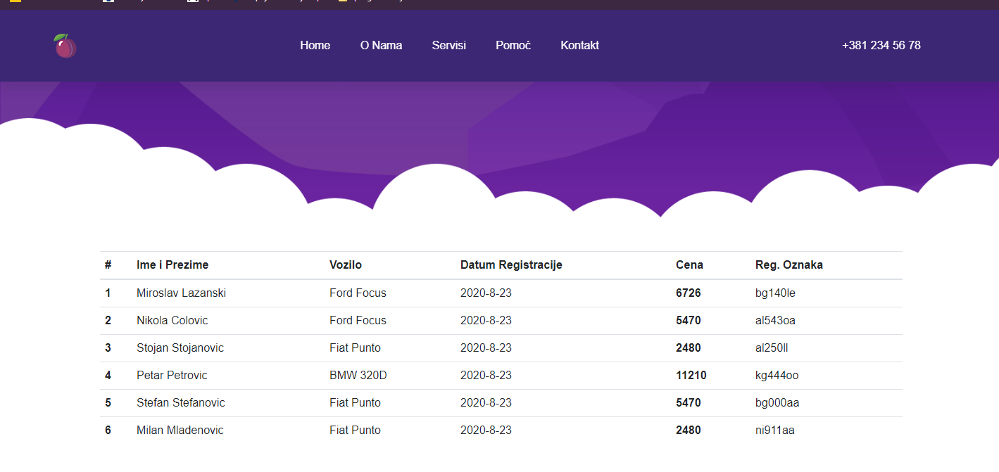 Home O Nama Servisi Pomoć Kontakt +381 234 56 78
# Ime i Prezime Vozilo Datum Registracije Cena Reg. Oznaka
1 Miroslav Lazanski Ford Focus 2020-8-23 6726 bg140le
2 Nikola Colovic Ford Focus 2020-8-23 5470 al543oa
3 Stojan Stojanovic Fiat Punto 2020-8-23 2480 al250ll
4 Petar Petrovic BMW 320D 2020-8-23 11210 kg444oo
5 Stefan Stefanovic Fiat Punto 2020-8-23 5470 bg000aa
6 Milan Mladenovic Fiat Punto 2020-8-23 2480 ni911aa